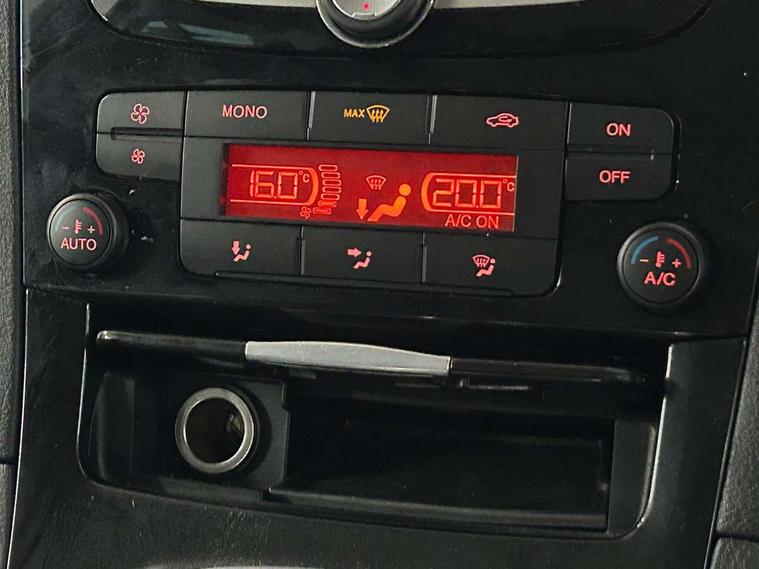 MONO
MAX
ON
OFF
16.0°C
20.0°C
A/C ON
- +
AUTO
- +
A/C